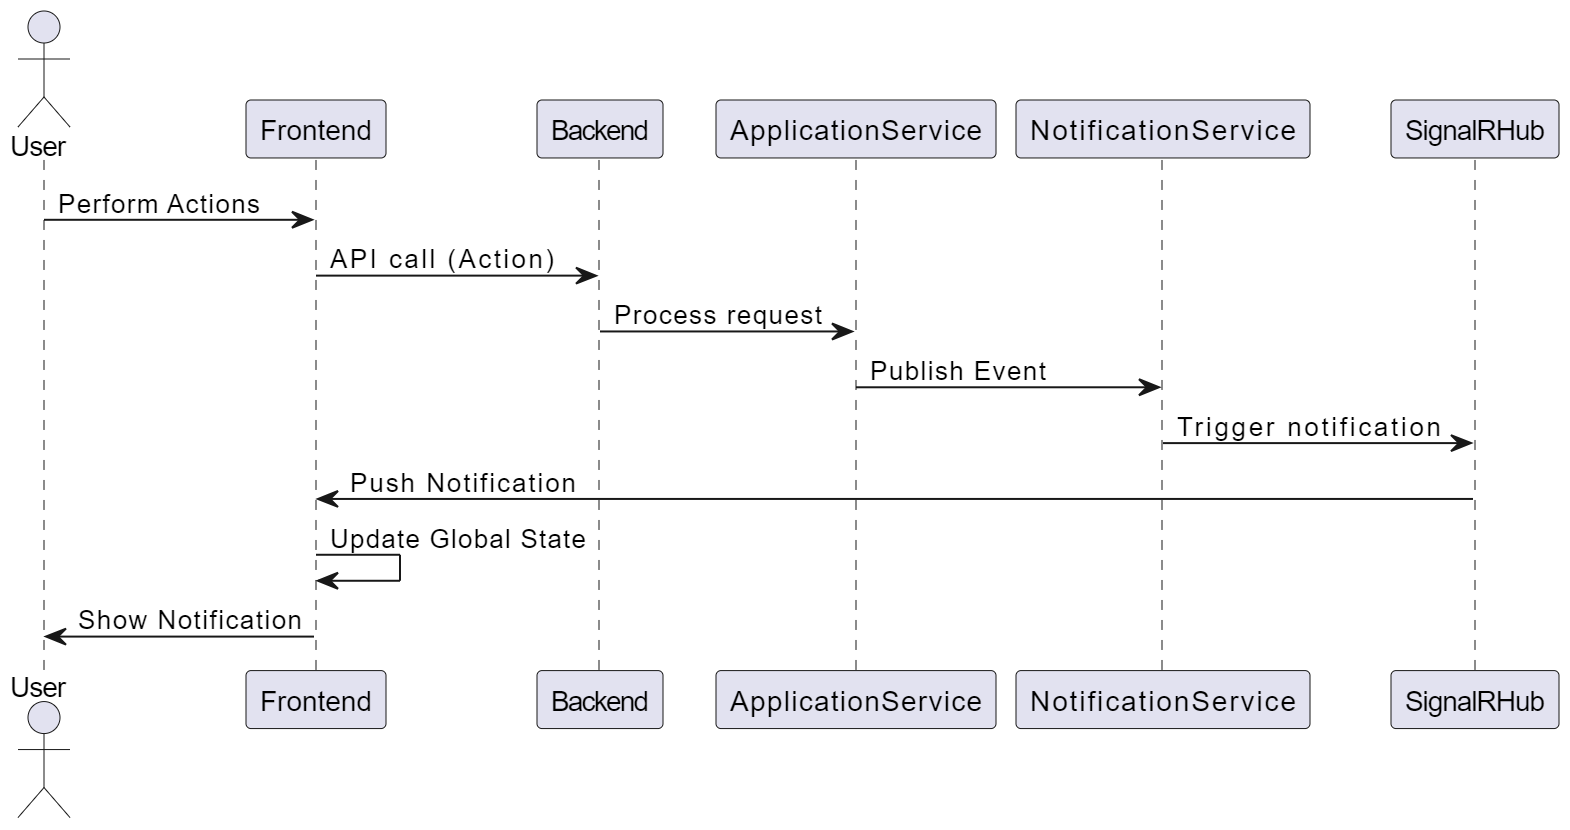 User
Frontend
Backend
ApplicationService
NotificationService
SignalRHub
Perform Actions
API call (Action)
Process request
Publish Event
Trigger notification
Push Notification
Update Global State
Show Notification
User
Frontend
Backend
ApplicationService
NotificationService
SignalRHub